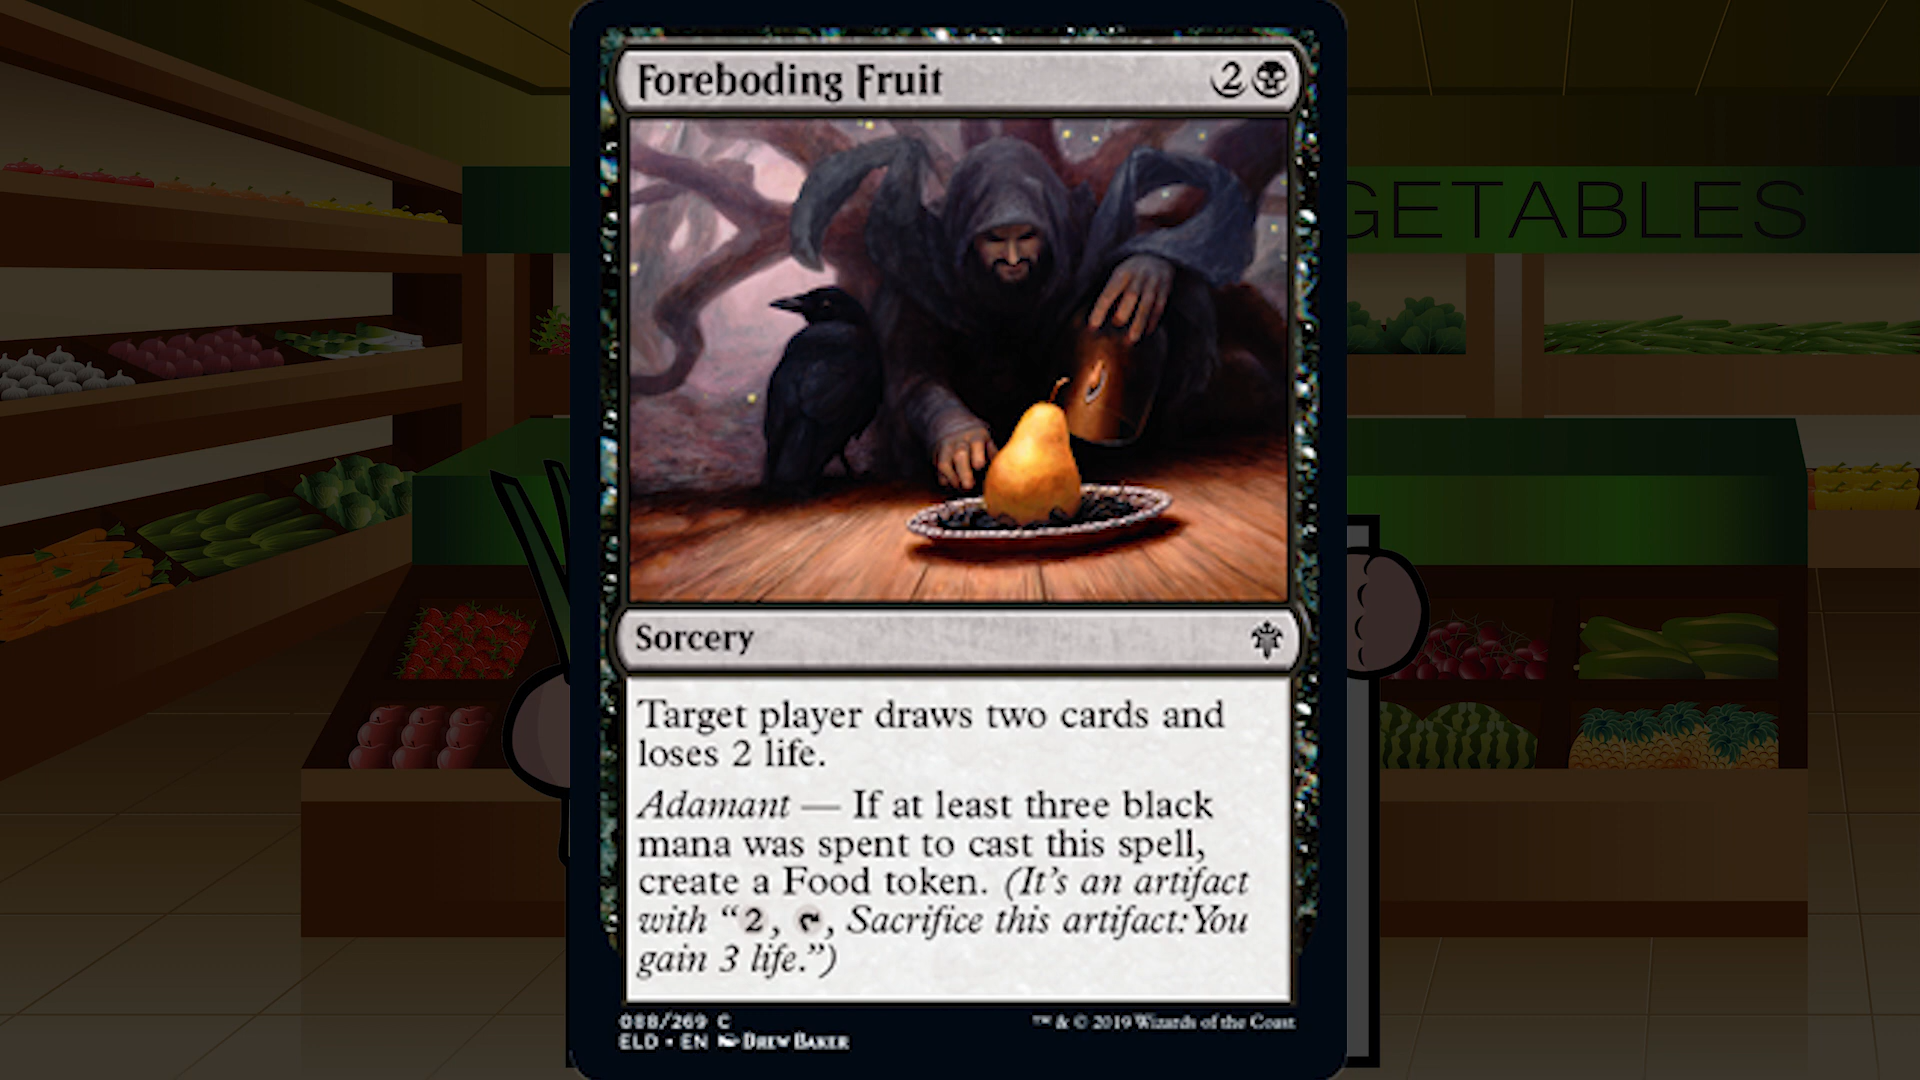 Foreboding Fruit 2
GETABLES
Sorcery
Target player draws two cards and
loses 2 life.
Adamant — If at least three black
mana was spent to cast this spell,
create a Food token. (It's an artifact
with “2, , Sacrifice this artifact:You
gain 3 life.”)
088/269 C
™ & © 2019 Wizards of the Coast
ELD • EN Drew Baker